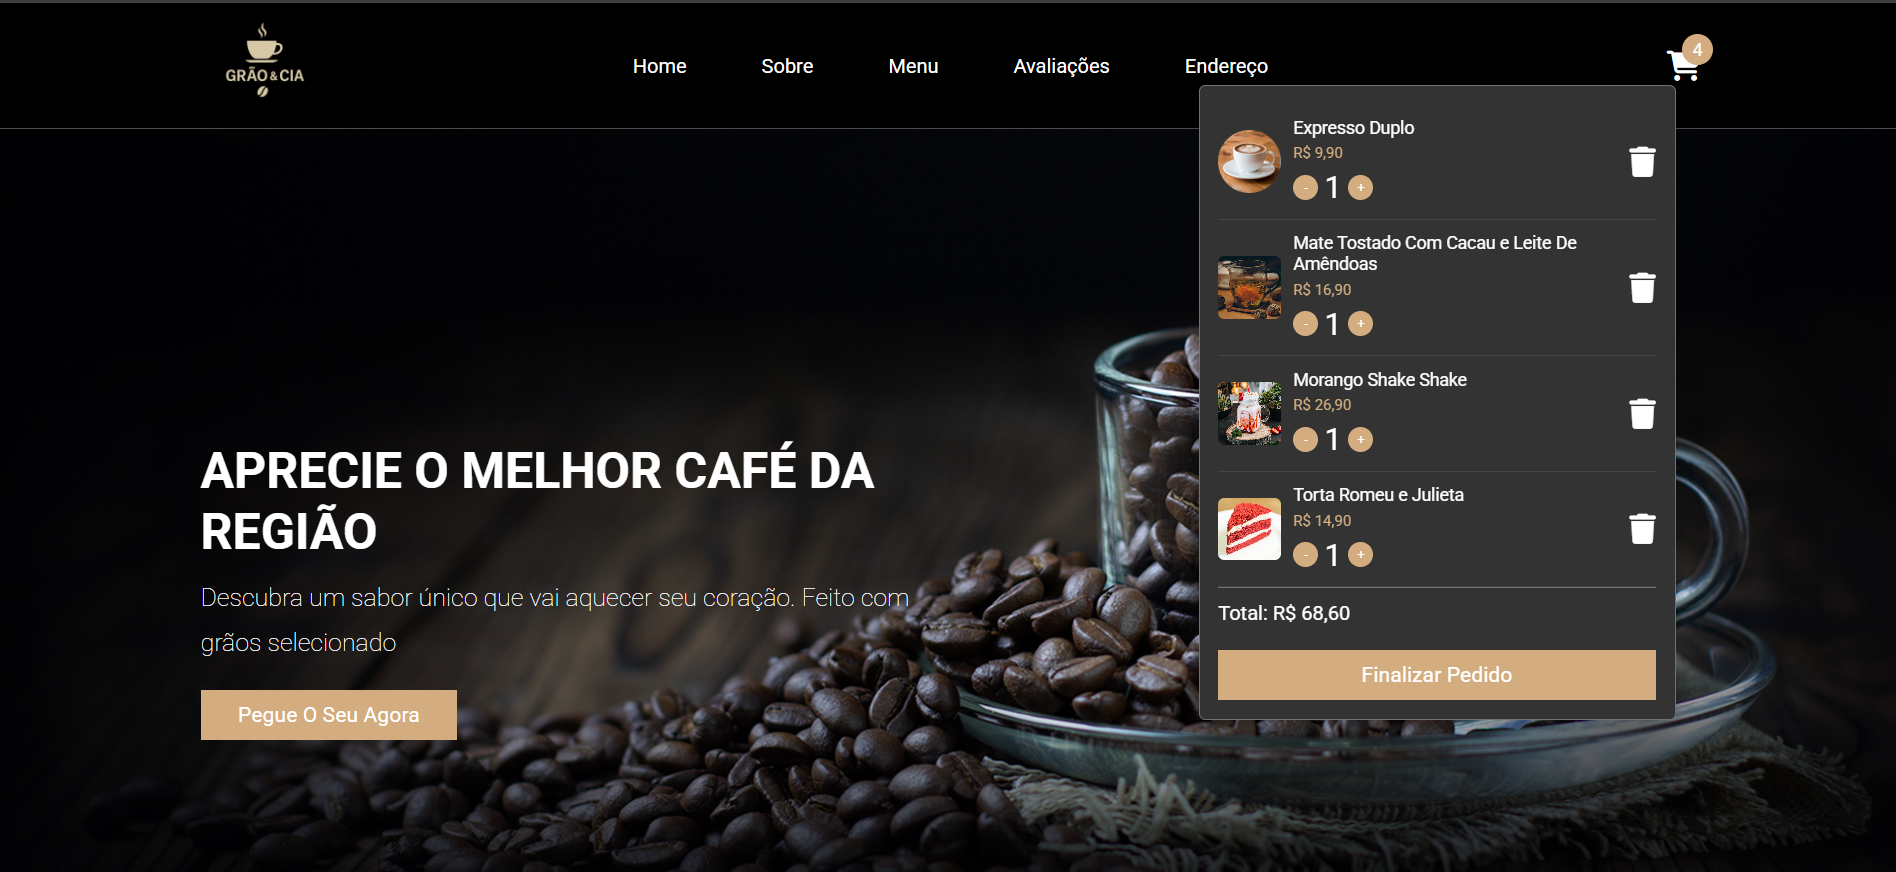 GRÃO & CIA
Home
Sobre
Menu
Avaliações
Endereço
4
Expresso Duplo
R$ 9,90
- 1 +
Mate Tostado Com Cacau e Leite De
Amêndoas
R$ 16,90
- 1 +
Morango Shake Shake
R$ 26,90
- 1 +
Torta Romeu e Julieta
R$ 14,90
- 1 +
Total: R$ 68,60
Finalizar Pedido
APRECIE O MELHOR CAFÉ DA
REGIÃO
Descubra um sabor único que vai aquecer seu coração. Feito com
grãos selecionado
Pegue O Seu Agora